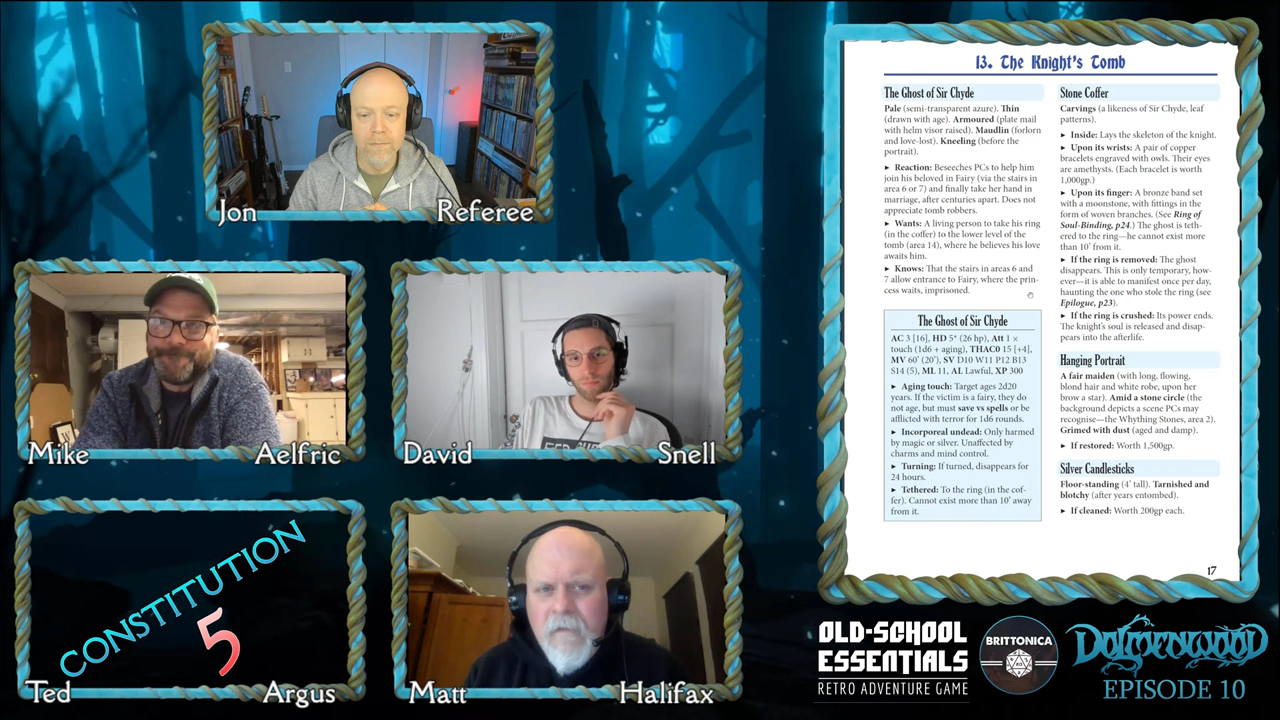 Jon Referee
Mike Aelfric
David Snell
CONSTITUTION
5
Ted Argus
Matt Halifax
13. The Knight's Tomb
The Ghost of Sir Chyde
Pale (semi-transparent azure). Thin
(drawn with age). Armoured (plate mail
with helm visor raised). Maudlin (forlorn
and love-lost). Kneeling (before the
portrait).
▶ Reaction: Beseeches PCs to help him
join his beloved in Fairy (via the stairs in
area 6 or 7) and finally take her hand in
marriage, after centuries apart. Does not
appreciate tomb robbers.
▶ Wants: A living person to take his ring
(in the coffer) to the lower level of the
tomb (area 14), where he believes his love
awaits him.
▶ Knows: That the stairs in areas 6 and
7 allow entrance to Fairy, where the prin-
cess waits, imprisoned.
The Ghost of Sir Chyde
AC 3 [16], HD 5* (26 hp), Att 1 ×
touch (1d6 + aging), THAC0 15 [+4],
MV 60' (20'), SV D10 W11 P12 B13
S14 (5), ML 11, AL Lawful, XP 300
▶ Aging touch: Target ages 2d20
years. If the victim is a fairy, they do
not age, but must save vs spells or be
afflicted with terror for 1d6 rounds.
▶ Incorporeal undead: Only harmed
by magic or silver. Unaffected by
charms and mind control.
▶ Turning: If turned, disappears for
24 hours.
▶ Tethered: To the ring (in the cof-
fer). Cannot exist more than 10' away
from it.
Stone Coffer
Carvings (a likeness of Sir Chyde, leaf
patterns).
▶ Inside: Lays the skeleton of the knight.
▶ Upon its wrists: A pair of copper
bracelets engraved with owls. Their eyes
are amethysts. (Each bracelet is worth
1,000gp.)
▶ Upon its finger: A bronze band set
with a moonstone, with fittings in the
form of woven branches. (See Ring of
Soul-Binding, p24.) The ghost is teth-
ered to the ring—he cannot exist more
than 10' from it.
▶ If the ring is removed: The ghost
disappears. This is only temporary, how-
ever—it is able to manifest once per day,
haunting the one who stole the ring (see
Epilogue, p23).
▶ If the ring is crushed: Its power ends.
The knight's soul is released and disap-
pears into the afterlife.
Hanging Portrait
A fair maiden (with long, flowing,
blond hair and white robe, upon her
brow a star). Amid a stone circle (the
background depicts a scene PCs may
recognise—the Whything Stones, area 2).
Grimed with dust (aged and damp).
▶ If restored: Worth 1,500gp.
Silver Candlesticks
Floor-standing (4' tall). Tarnished and
blotchy (after years entombed).
▶ If cleaned: Worth 200gp each.
17
OLD-SCHOOL
ESSENTIALS
RETRO ADVENTURE GAME
BRITTONICA
DOLMENWOOD
EPISODE 10